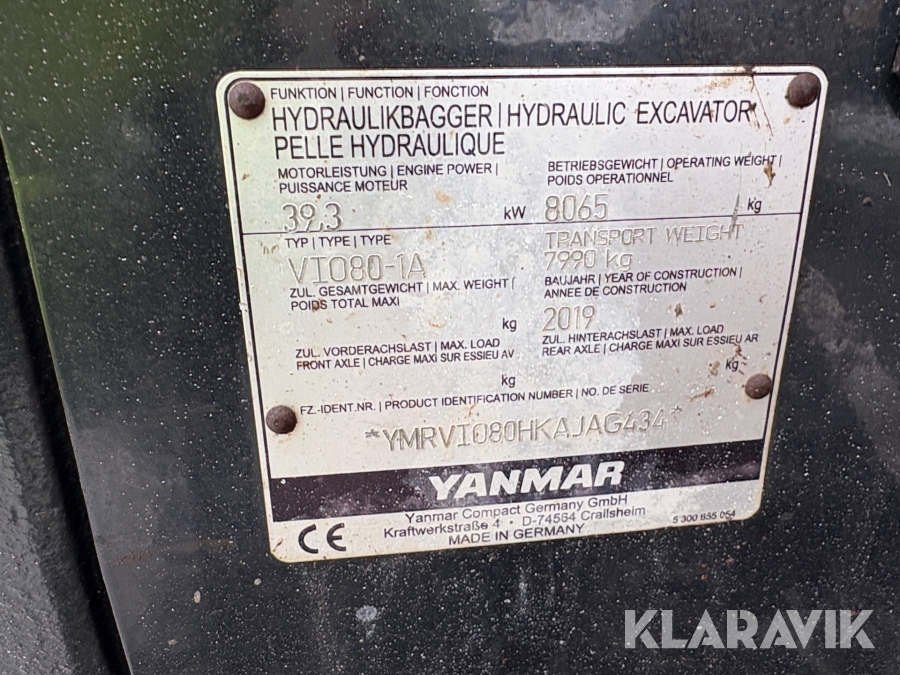 FUNKTION | FUNCTION | FONCTION
HYDRAULIKBAGGER | HYDRAULIC EXCAVATOR
PELLE HYDRAULIQUE
MOTORLEISTUNG | ENGINE POWER |
PUISSANCE MOTEUR
BETRIEBSGEWICHT | OPERATING WEIGHT |
POIDS OPERATIONNEL
39,3 kW
8065 kg
TYP | TYPE | TYPE
VIO80-1A
TRANSPORT WEIGHT
7990 kg
ZUL. GESAMTGEWICHT | MAX. WEIGHT |
POIDS TOTAL MAXI
kg
BAUJAHR | YEAR OF CONSTRUCTION |
ANNEE DE CONSTRUCTION
2019
ZUL. VORDERACHSLAST | MAX. LOAD
FRONT AXLE | CHARGE MAXI SUR ESSIEU AV
kg
ZUL. HINTERACHSLAST | MAX. LOAD
REAR AXLE | CHARGE MAXI SUR ESSIEU AR
kg
FZ.-IDENT.NR. | PRODUCT IDENTIFICATION NUMBER | NO. DE SERIE
*YMRVIO80HKAJAG434*
YANMAR
Yanmar Compact Germany GmbH
Kraftwerkstraße 4 · D-74564 Crailsheim
MADE IN GERMANY
5 300 655 054
CE
KLARAVIK